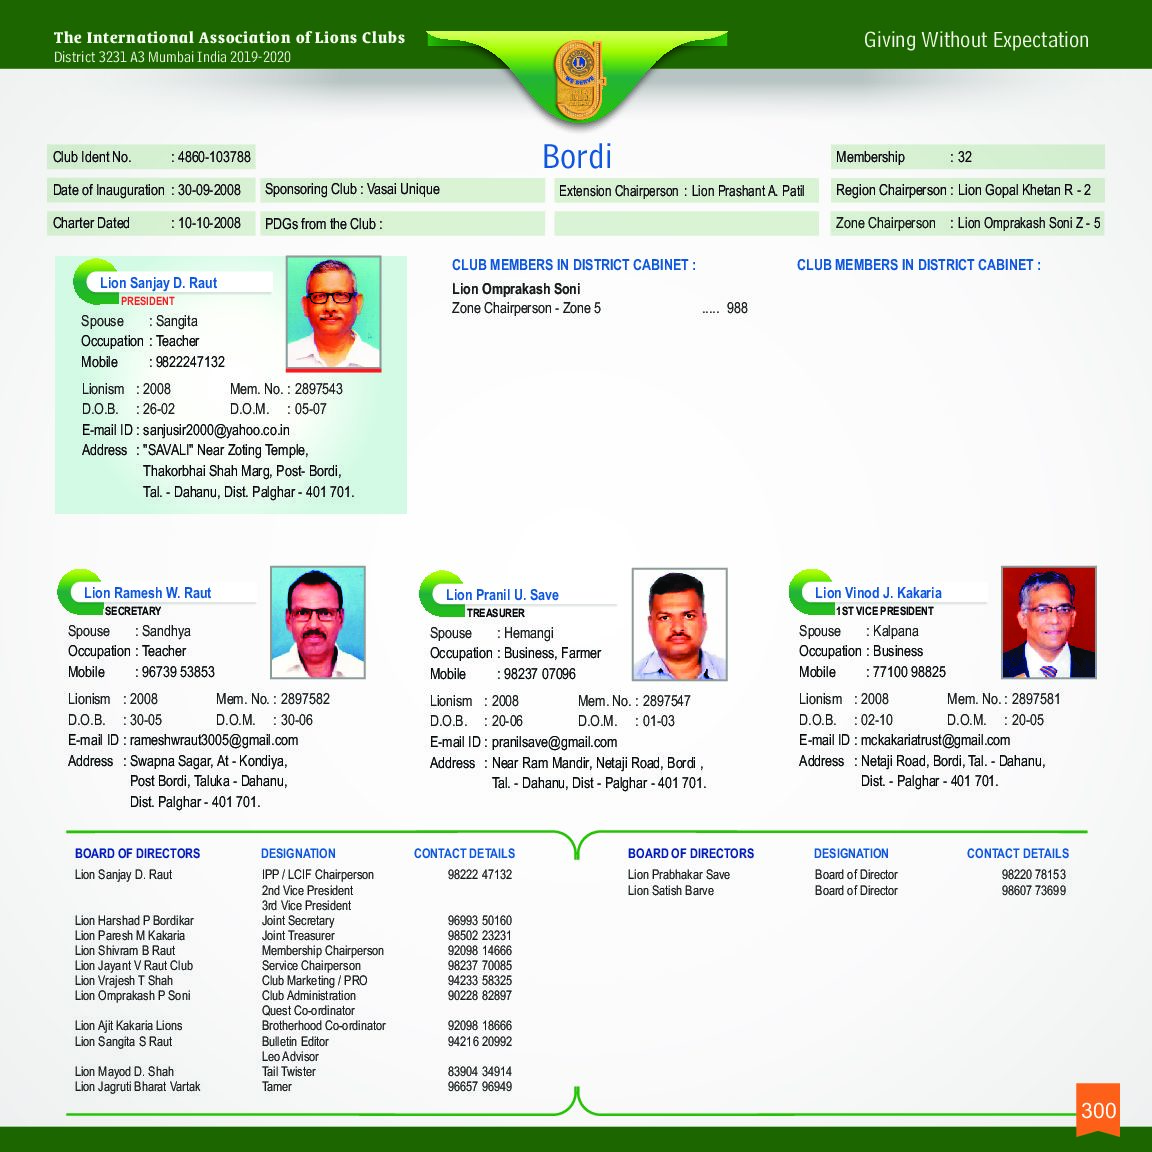 The International Association of Lions Clubs
District 3231 A3 Mumbai India 2019-2020
Giving Without Expectation
WE SERVE
Bordi
Club Ident No. : 4860-103788
Membership : 32
Date of Inauguration : 30-09-2008 Sponsoring Club : Vasai Unique Extension Chairperson : Lion Prashant A. Patil Region Chairperson : Lion Gopal Khetan R - 2
Charter Dated : 10-10-2008 PDGs from the Club : Zone Chairperson : Lion Omprakash Soni Z - 5
Lion Sanjay D. Raut
PRESIDENT
Spouse : Sangita
Occupation : Teacher
Mobile : 9822247132
Lionism : 2008 Mem. No. : 2897543
D.O.B. : 26-02 D.O.M. : 05-07
E-mail ID : sanjusir2000@yahoo.co.in
Address : "SAVALI" Near Zoting Temple,
Thakorbhai Shah Marg, Post- Bordi,
Tal. - Dahanu, Dist. Palghar - 401 701.
CLUB MEMBERS IN DISTRICT CABINET :
Lion Omprakash Soni
Zone Chairperson - Zone 5 ..... 988
CLUB MEMBERS IN DISTRICT CABINET :
Lion Ramesh W. Raut
SECRETARY
Spouse : Sandhya
Occupation : Teacher
Mobile : 96739 53853
Lionism : 2008 Mem. No. : 2897582
D.O.B. : 30-05 D.O.M. : 30-06
E-mail ID : rameshwraut3005@gmail.com
Address : Swapna Sagar, At - Kondiya,
Post Bordi, Taluka - Dahanu,
Dist. Palghar - 401 701.
Lion Pranil U. Save
TREASURER
Spouse : Hemangi
Occupation : Business, Farmer
Mobile : 98237 07096
Lionism : 2008 Mem. No. : 2897547
D.O.B. : 20-06 D.O.M. : 01-03
E-mail ID : pranilsave@gmail.com
Address : Near Ram Mandir, Netaji Road, Bordi ,
Tal. - Dahanu, Dist - Palghar - 401 701.
Lion Vinod J. Kakaria
1ST VICE PRESIDENT
Spouse : Kalpana
Occupation : Business
Mobile : 77100 98825
Lionism : 2008 Mem. No. : 2897581
D.O.B. : 02-10 D.O.M. : 20-05
E-mail ID : mckakariatrust@gmail.com
Address : Netaji Road, Bordi, Tal. - Dahanu,
Dist. - Palghar - 401 701.
BOARD OF DIRECTORS DESIGNATION CONTACT DETAILS
Lion Sanjay D. Raut IPP / LCIF Chairperson 98222 47132
2nd Vice President
3rd Vice President
Lion Harshad P Bordikar Joint Secretary 96993 50160
Lion Paresh M Kakaria Joint Treasurer 98502 23231
Lion Shivram B Raut Membership Chairperson 92098 14666
Lion Jayant V Raut Club Service Chairperson 98237 70085
Lion Vrajesh T Shah Club Marketing / PRO 94233 58325
Lion Omprakash P Soni Club Administration 90228 82897
Quest Co-ordinator
Lion Ajit Kakaria Lions Brotherhood Co-ordinator 92098 18666
Lion Sangita S Raut Bulletin Editor 94216 20992
Leo Advisor
Lion Mayod D. Shah Tail Twister 83904 34914
Lion Jagruti Bharat Vartak Tamer 96657 96949
BOARD OF DIRECTORS DESIGNATION CONTACT DETAILS
Lion Prabhakar Save Board of Director 98220 78153
Lion Satish Barve Board of Director 98607 73699
300